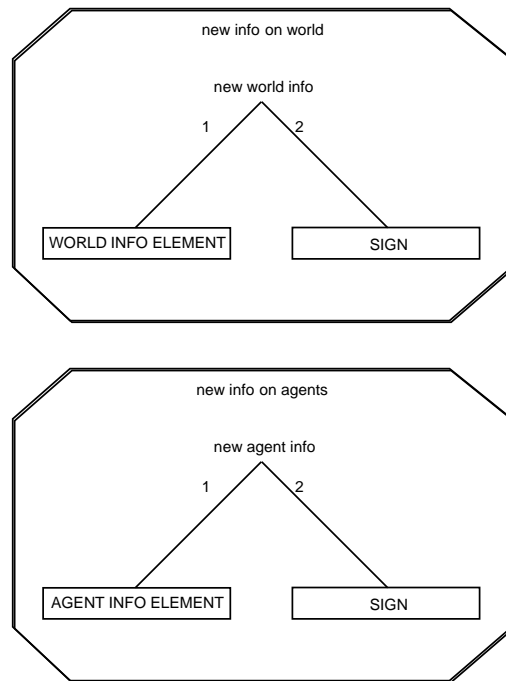 new info on world
new world info
1 2
WORLD INFO ELEMENT SIGN
new info on agents
new agent info
1 2
AGENT INFO ELEMENT SIGN